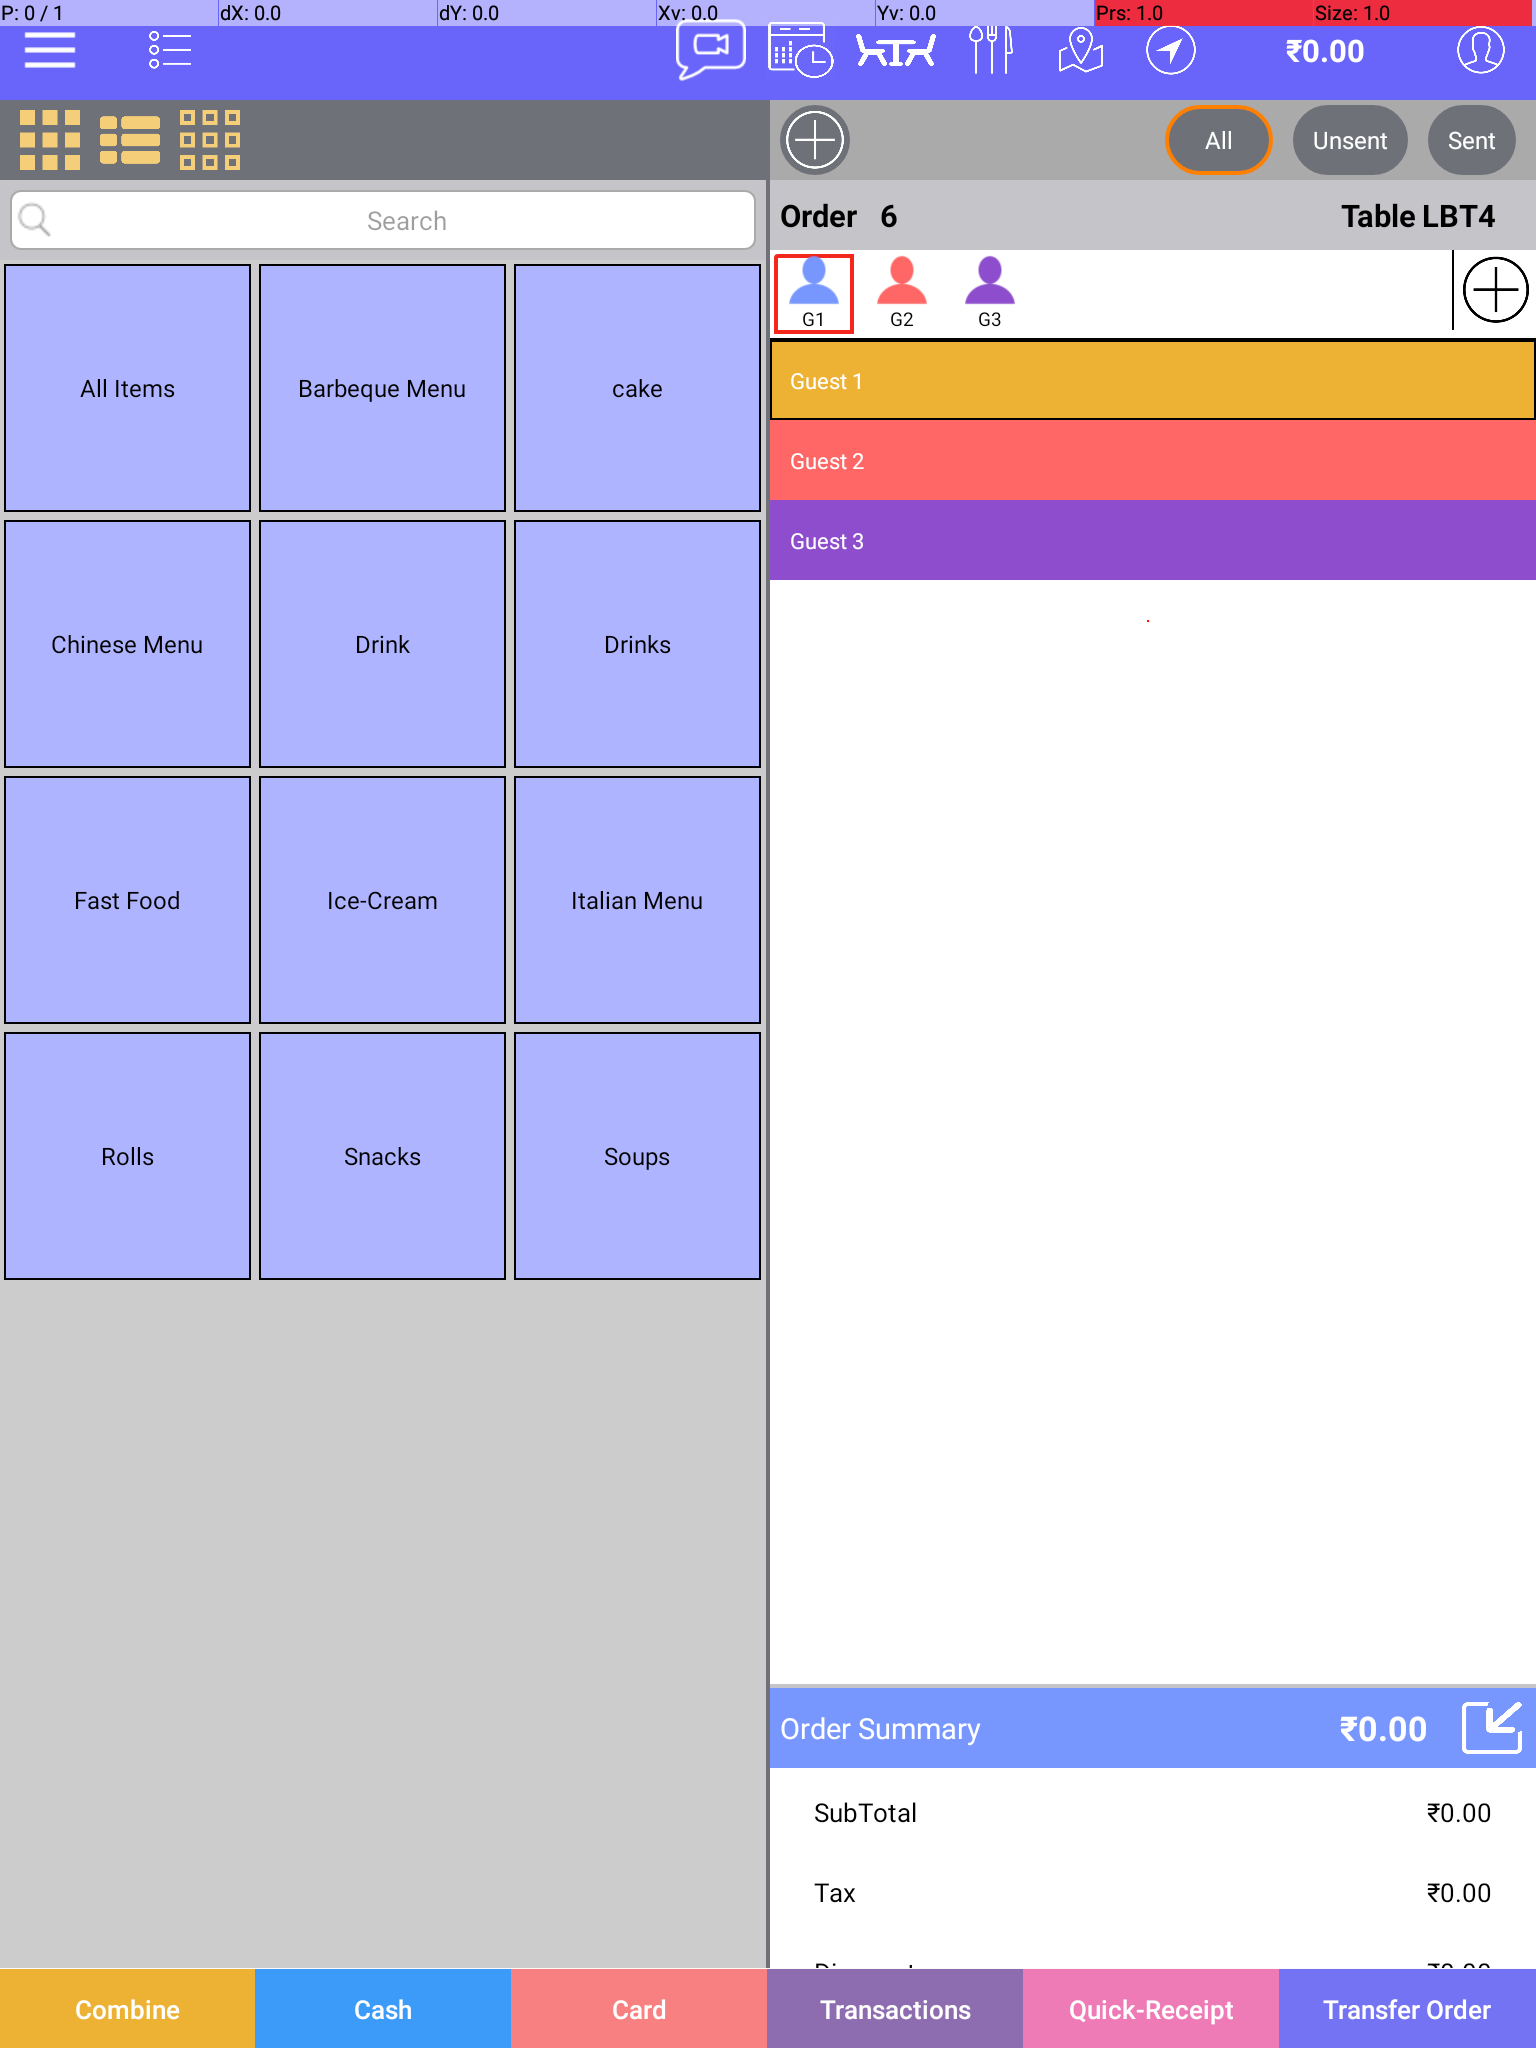 P: 0 / 1 dX: 0.0 dY: 0.0 Xv: 0.0 Yv: 0.0 Prs: 1.0 Size: 1.0
₹0.00
All Unsent Sent
Search
Order 6 Table LBT4
G1 G2 G3
Guest 1
Guest 2
Guest 3
All Items Barbeque Menu cake
Chinese Menu Drink Drinks
Fast Food Ice-Cream Italian Menu
Rolls Snacks Soups
Order Summary ₹0.00
SubTotal ₹0.00
Tax ₹0.00
Combine Cash Card Transactions Quick-Receipt Transfer Order